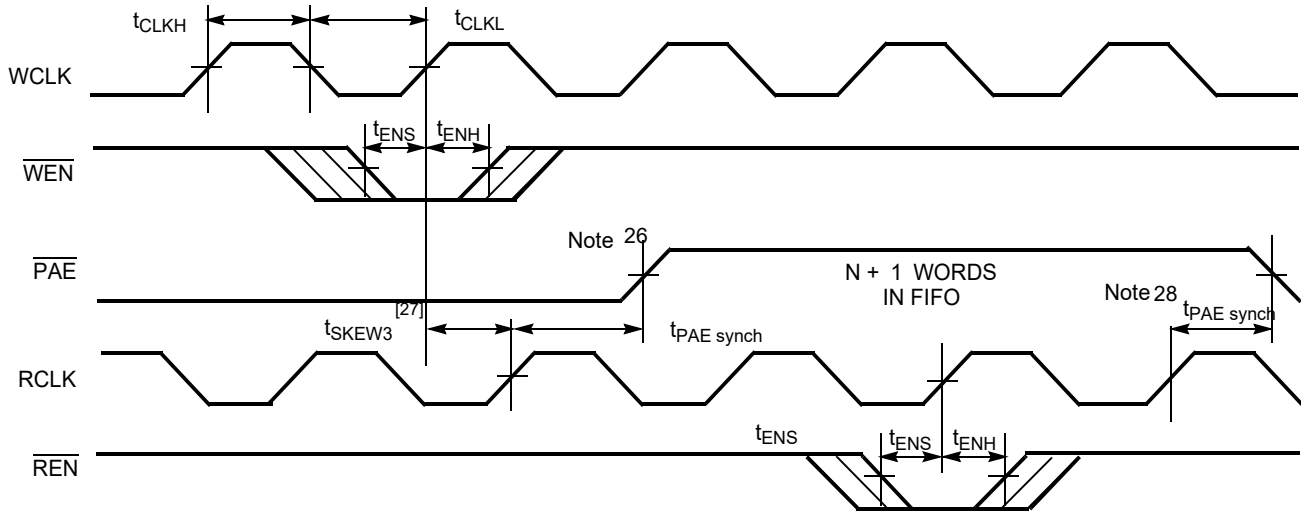 tCLKH tCLKL
WCLK
tENS tENH
WEN
Note 26
PAE
N + 1 WORDS
IN FIFO
Note 28
[27]
tSKEW3
tPAE synch
tPAE synch
RCLK
tENS tENS tENH
REN